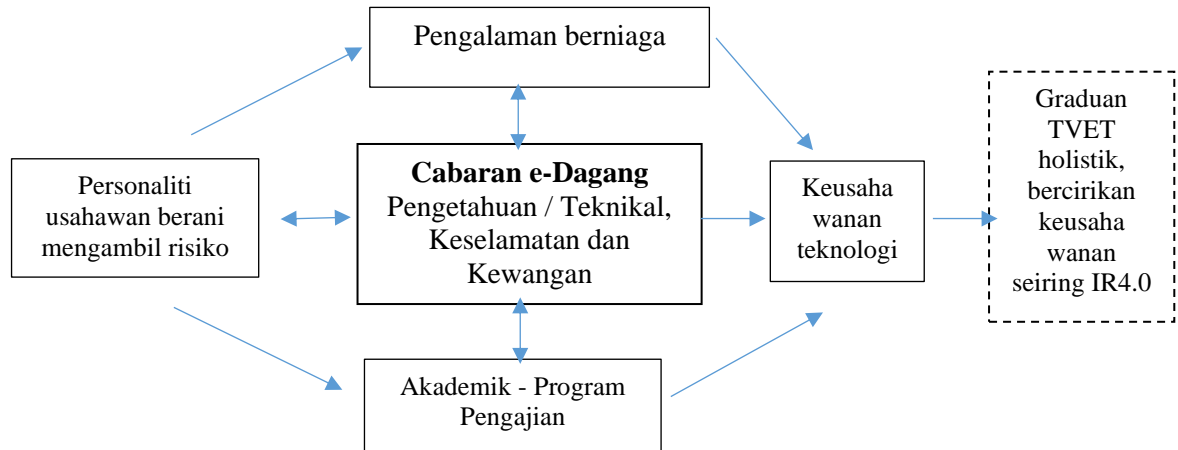 Pengalaman berniaga
Personaliti
usahawan berani
mengambil risiko
Cabaran e-Dagang
Pengetahuan / Teknikal,
Keselamatan dan
Kewangan
Akademik - Program
Pengajian
Keusaha
wanan
teknologi
Graduan
TVET
holistik,
bercirikan
keusaha
wanan
seiring IR4.0